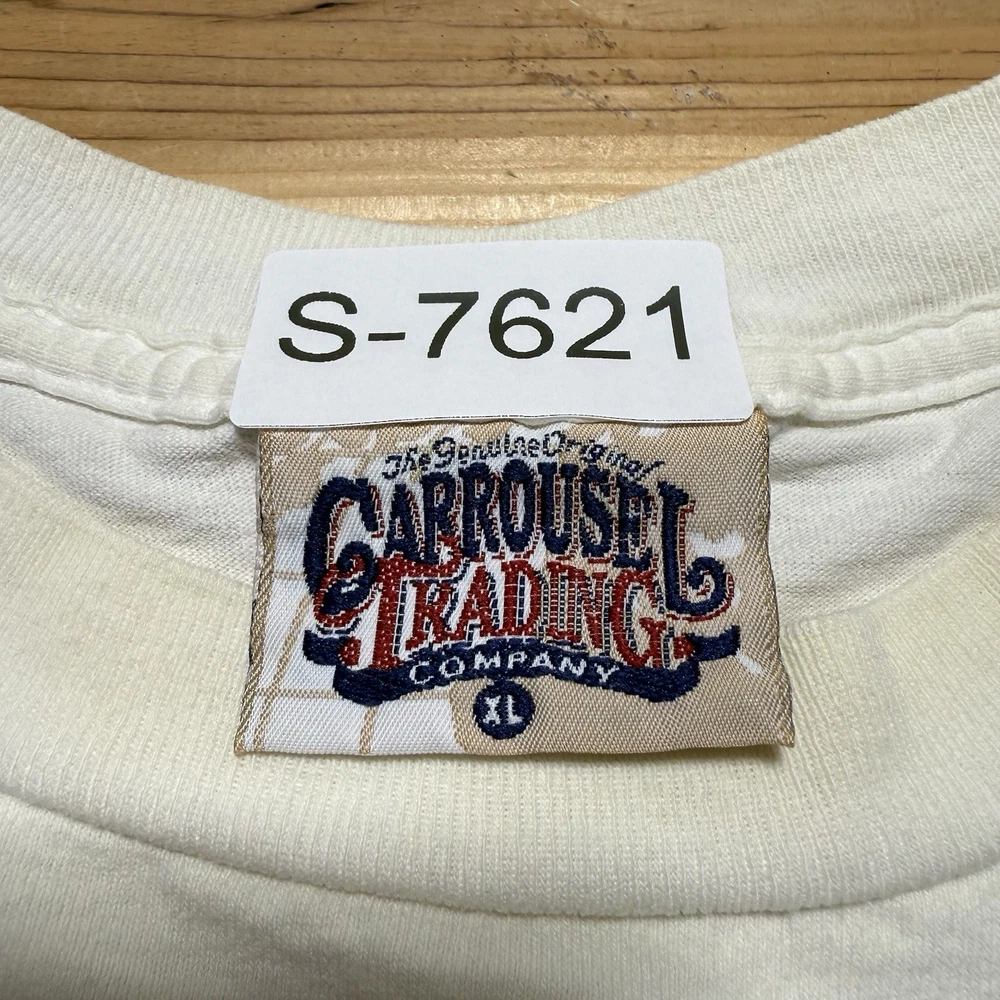 S-7621
The Genuine Original
CARROUSEL
TRADING
COMPANY
XL